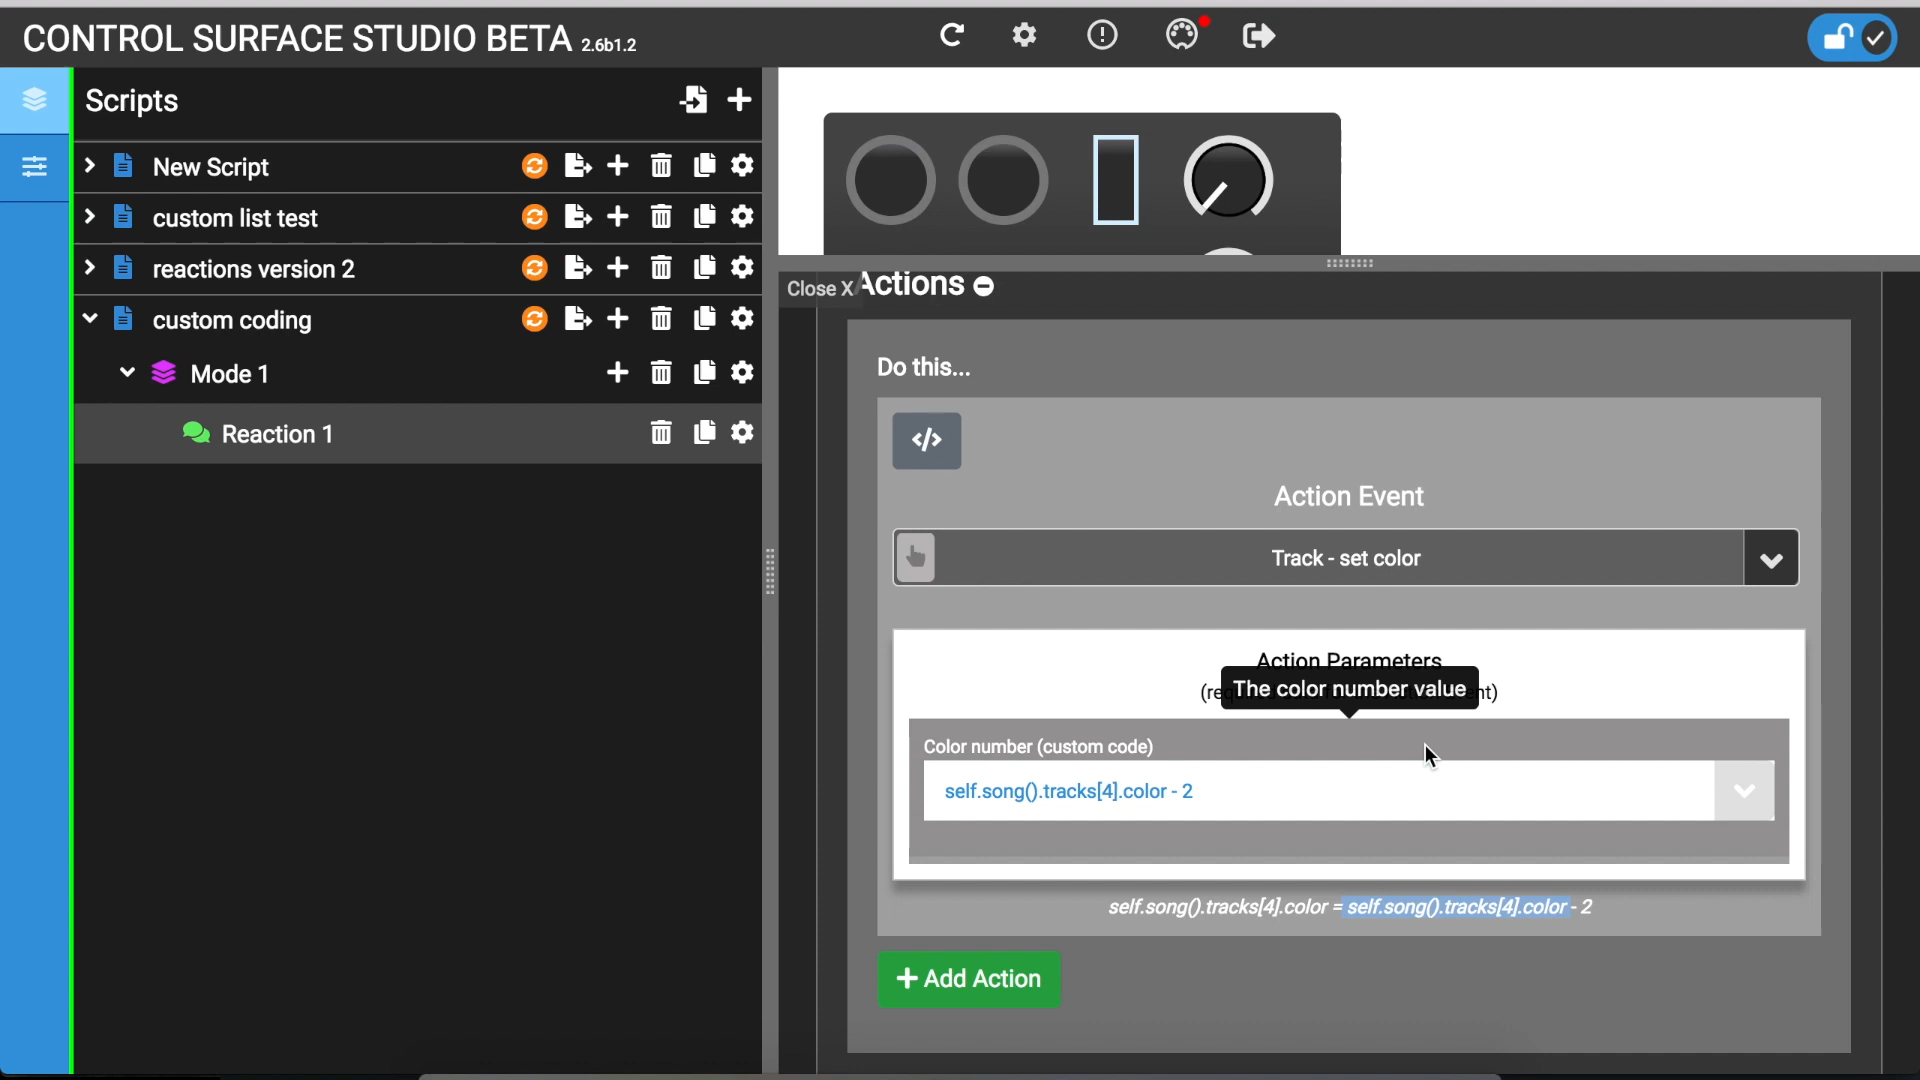 CONTROL SURFACE STUDIO BETA 2.6b1.2
Scripts
New Script
custom list test
reactions version 2
custom coding
Mode 1
Reaction 1
Close X
Actions
Do this...
</>
Action Event
Track - set color
Action Parameters
The color number value
Color number (custom code)
self.song().tracks[4].color - 2
self.song().tracks[4].color = self.song().tracks[4].color - 2
+ Add Action